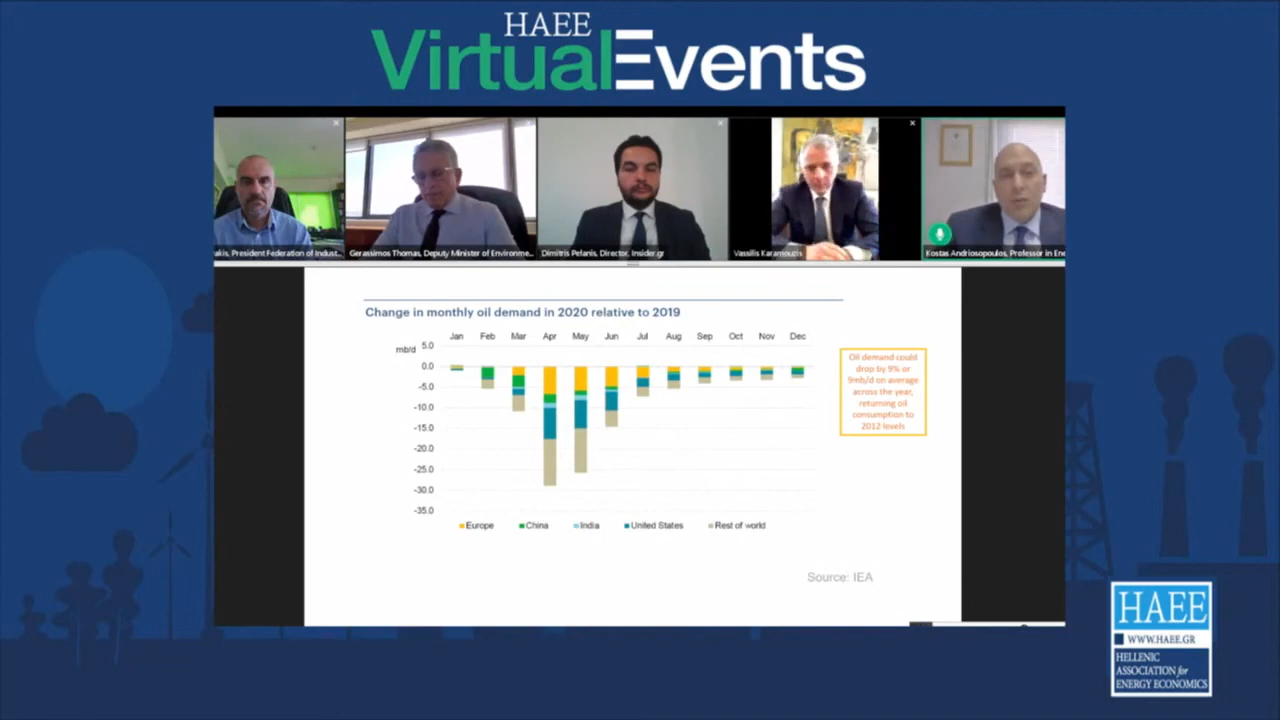 HAEE
VirtualEvents
akis, President Federation of Indust...
Gerassimos Thomas, Deputy Minister of Environme...
Dimitris Pefanis, Director, Insider.gr
Vassilis Karamouzis
Kostas Andriosopoulos, Professor in Ene
Change in monthly oil demand in 2020 relative to 2019
Jan Feb Mar Apr May Jun Jul Aug Sep Oct Nov Dec
mb/d
5.0
0.0
-5.0
-10.0
-15.0
-20.0
-25.0
-30.0
-35.0
Europe China India United States Rest of world
Oil demand could
drop by 9% or
9mb/d on average
across the year,
returning oil
consumption to
2012 levels
Source: IEA
HAEE
WWW.HAEE.GR
HELLENIC
ASSOCIATION for
ENERGY ECONOMICS